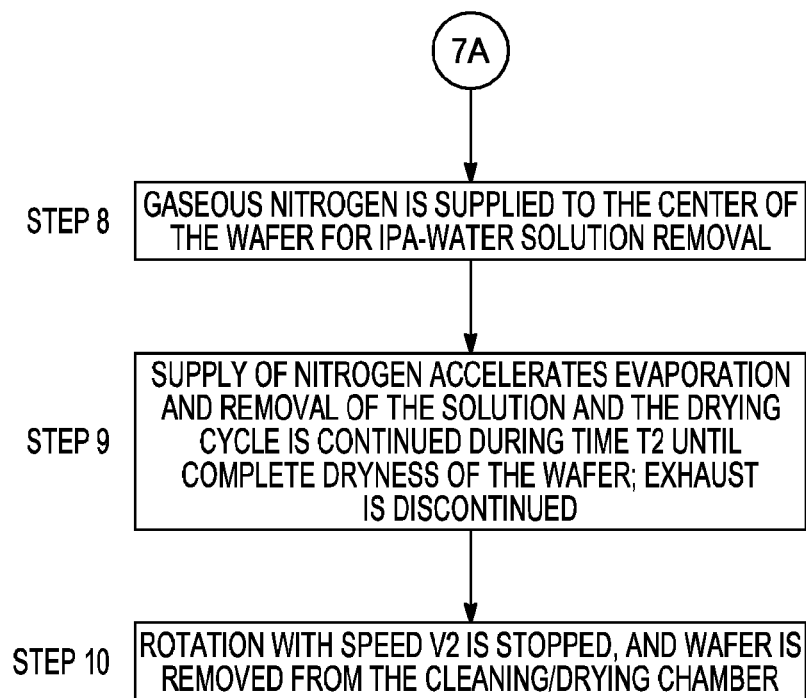 7A
STEP 8
GASEOUS NITROGEN IS SUPPLIED TO THE CENTER OF
THE WAFER FOR IPA-WATER SOLUTION REMOVAL
STEP 9
SUPPLY OF NITROGEN ACCELERATES EVAPORATION
AND REMOVAL OF THE SOLUTION AND THE DRYING
CYCLE IS CONTINUED DURING TIME T2 UNTIL
COMPLETE DRYNESS OF THE WAFER; EXHAUST
IS DISCONTINUED
STEP 10
ROTATION WITH SPEED V2 IS STOPPED, AND WAFER IS
REMOVED FROM THE CLEANING/DRYING CHAMBER